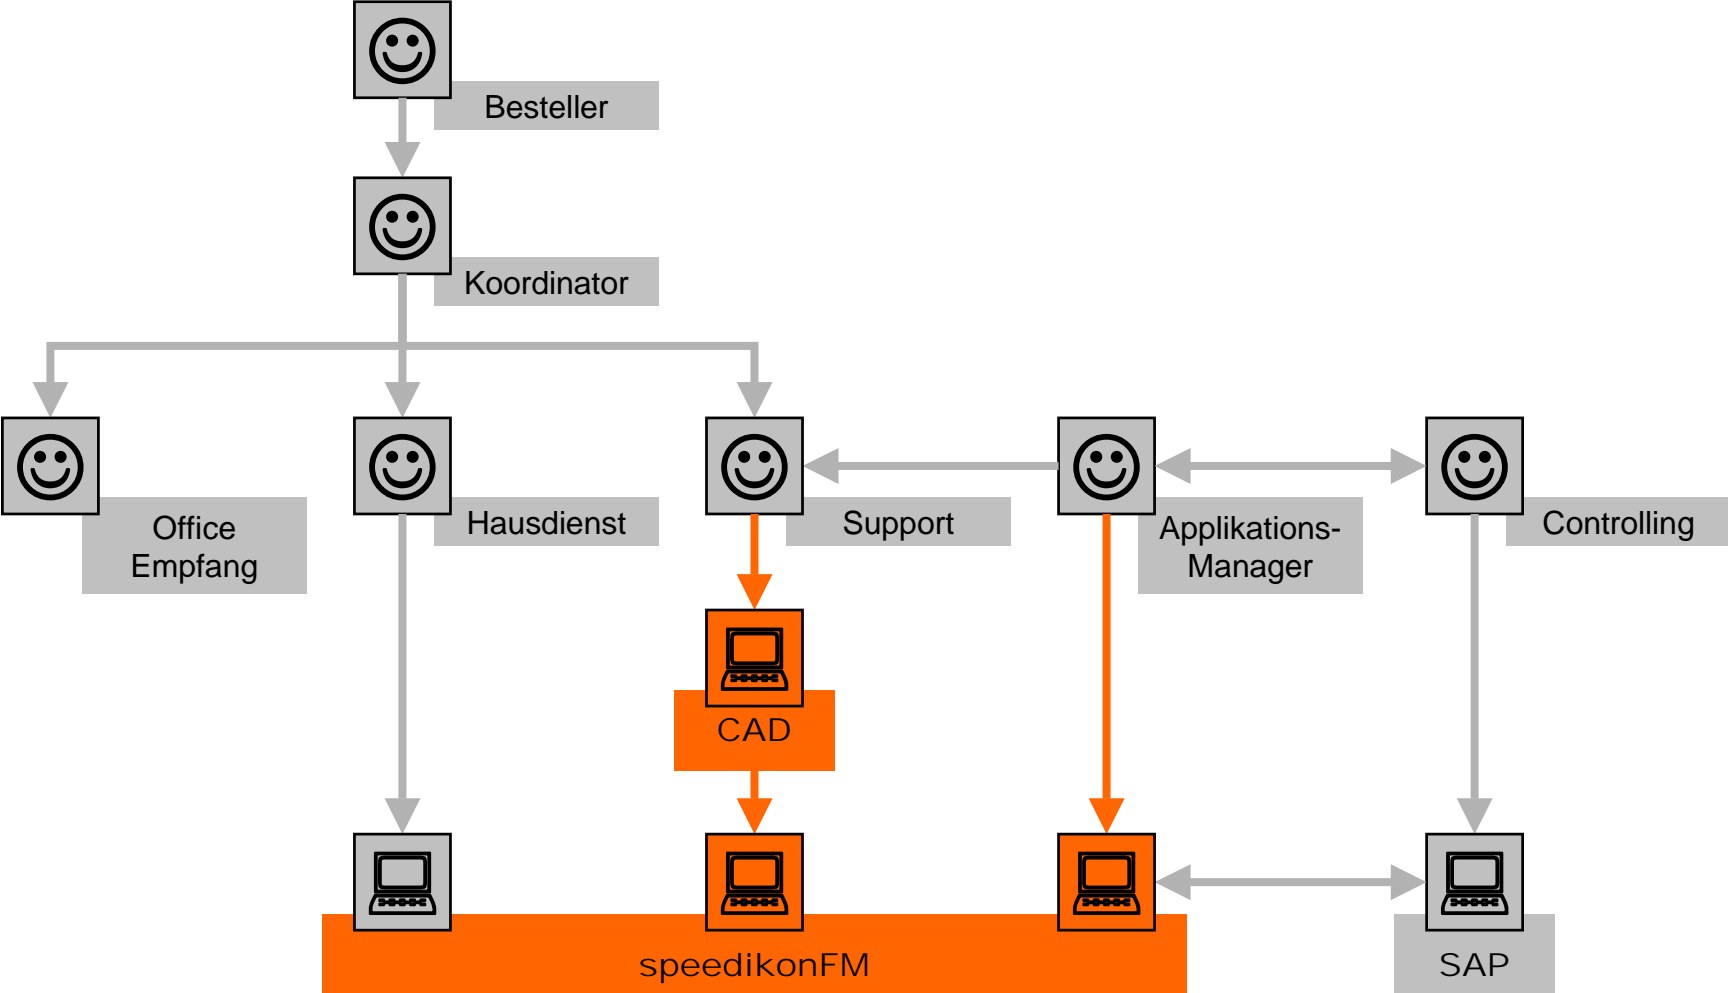 Besteller
Koordinator
Office
Empfang
Hausdienst
Support
Applikations-
Manager
Controlling
CAD
speedikonFM
SAP